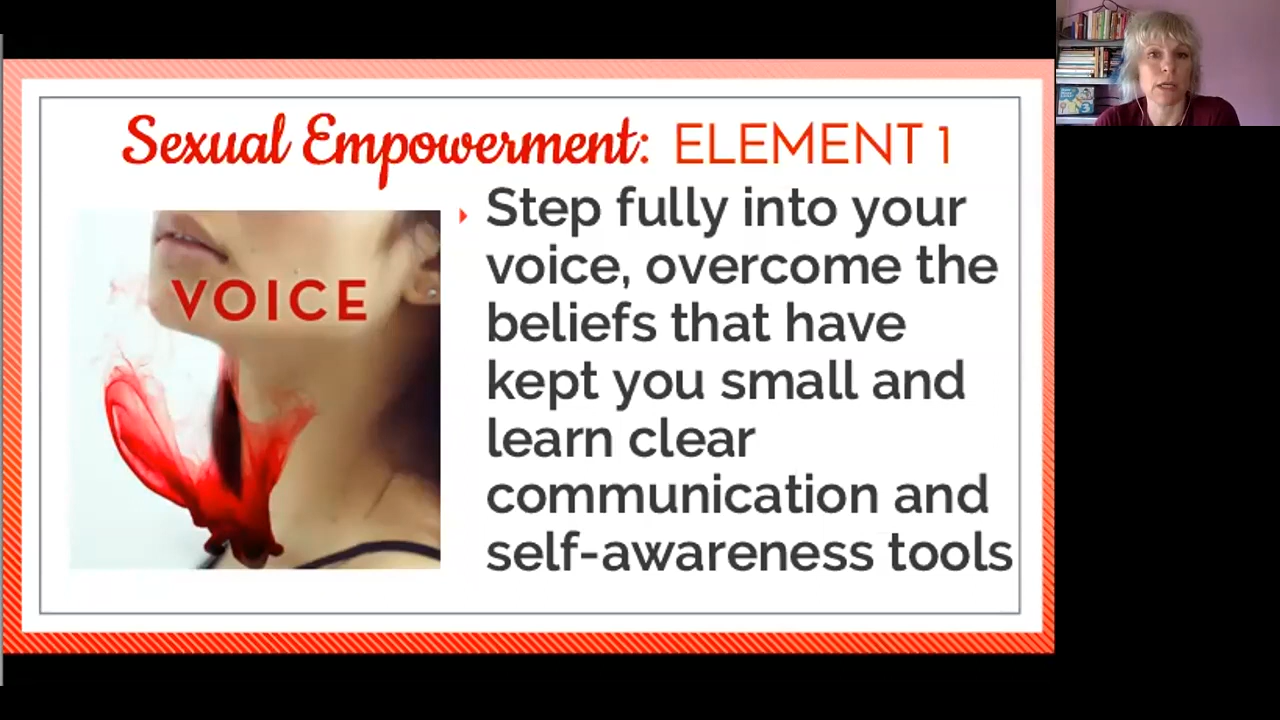 Sexual Empowerment: ELEMENT 1
VOICE
Step fully into your
voice, overcome the
beliefs that have
kept you small and
learn clear
communication and
self-awareness tools